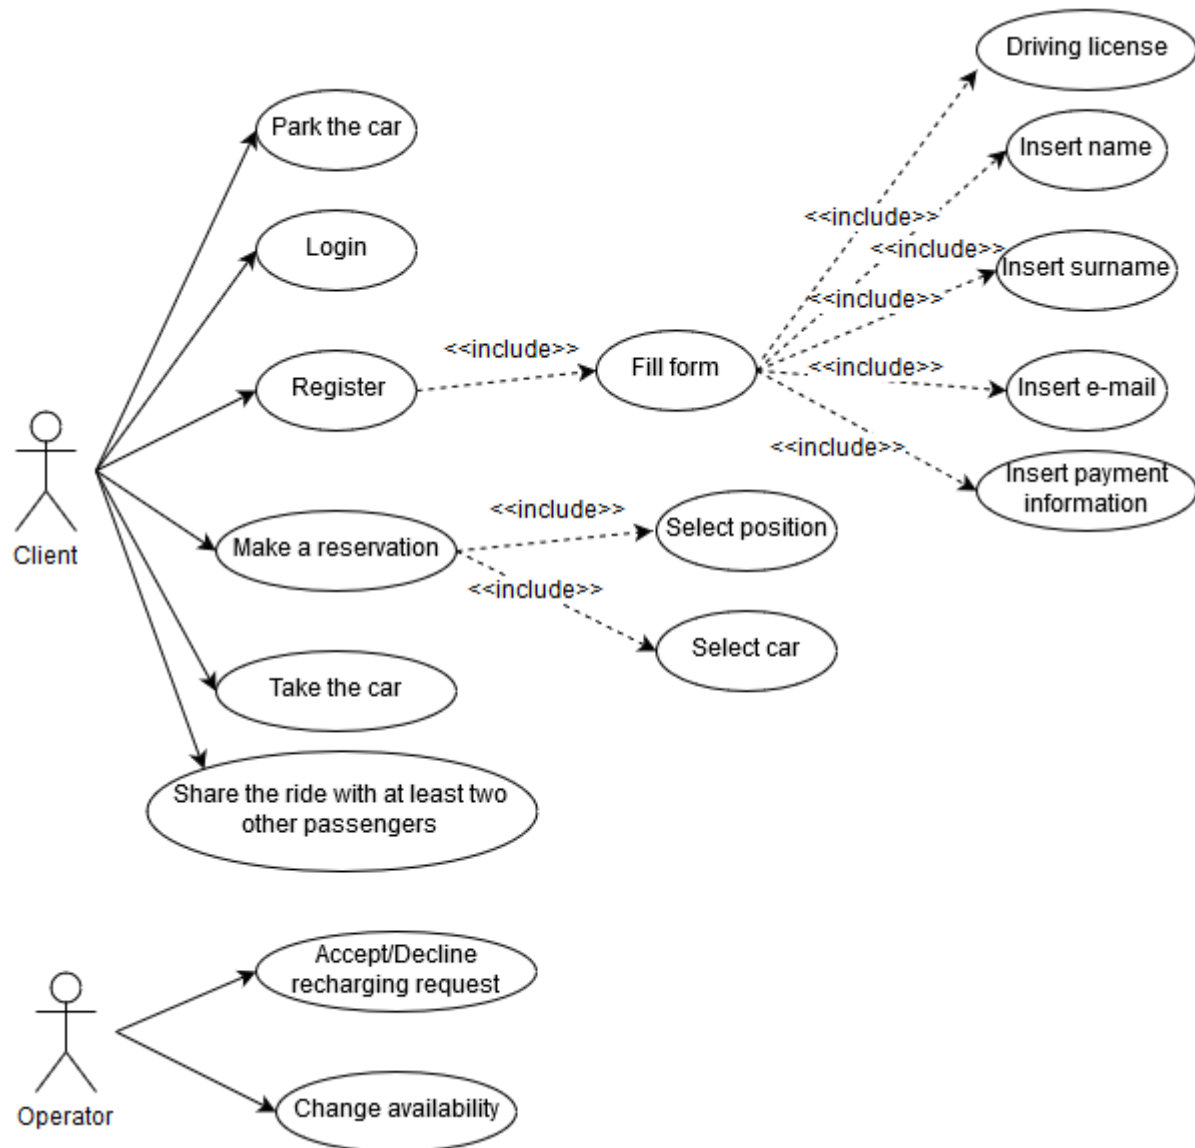 Driving license
Park the car
Insert name
<<include>>
Login
<<include>>
Insert surname
<<include>>
<<include>>
Fill form
<<include>>
Register
Insert e-mail
<<include>>
Insert payment
information
<<include>>
Select position
Make a reservation
Client
<<include>>
Select car
Take the car
Share the ride with at least two
other passengers
Accept/Decline
recharging request
Change availability
Operator